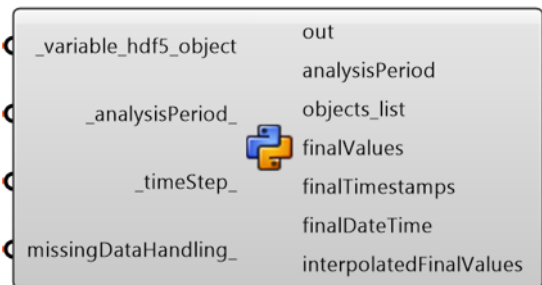 _variable_hdf5_object
_analysisPeriod_
_timeStep_
missingDataHandling_
out
analysisPeriod
objects_list
finalValues
finalTimestamps
finalDateTime
interpolatedFinalValues